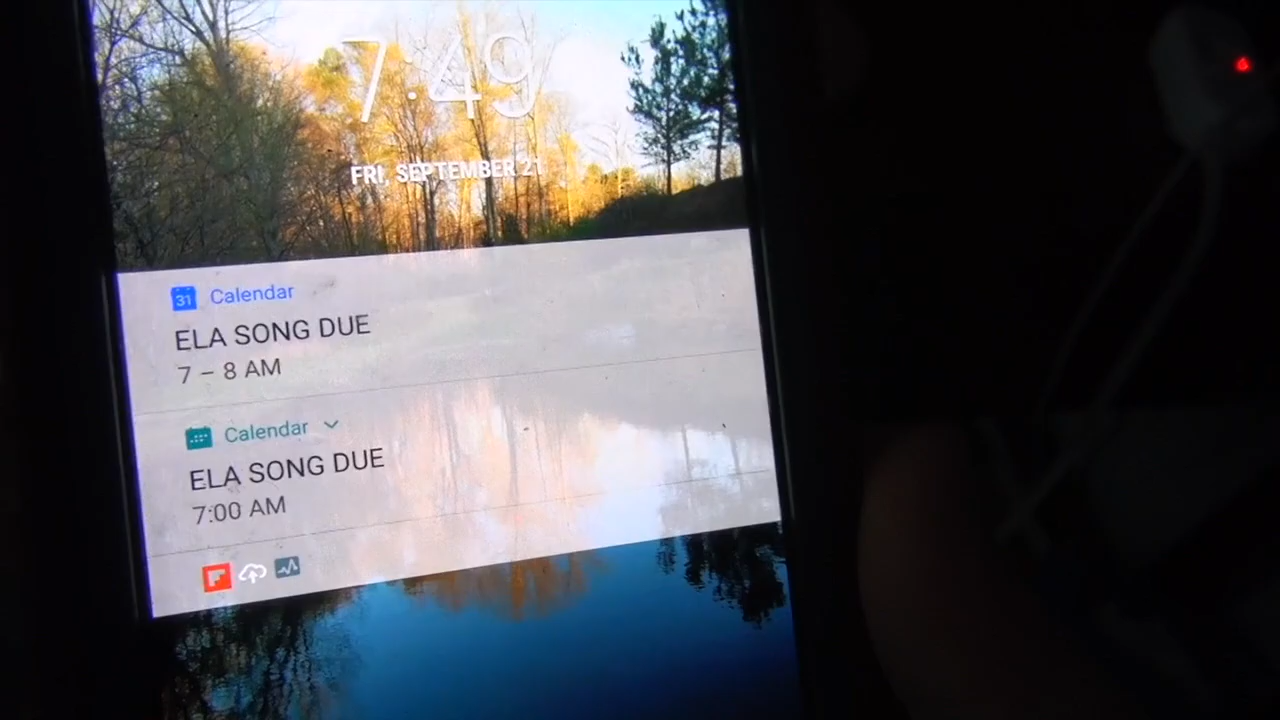 7:49
FRI, SEPTEMBER 21
31 Calendar
ELA SONG DUE
7 – 8 AM
Calendar
ELA SONG DUE
7:00 AM